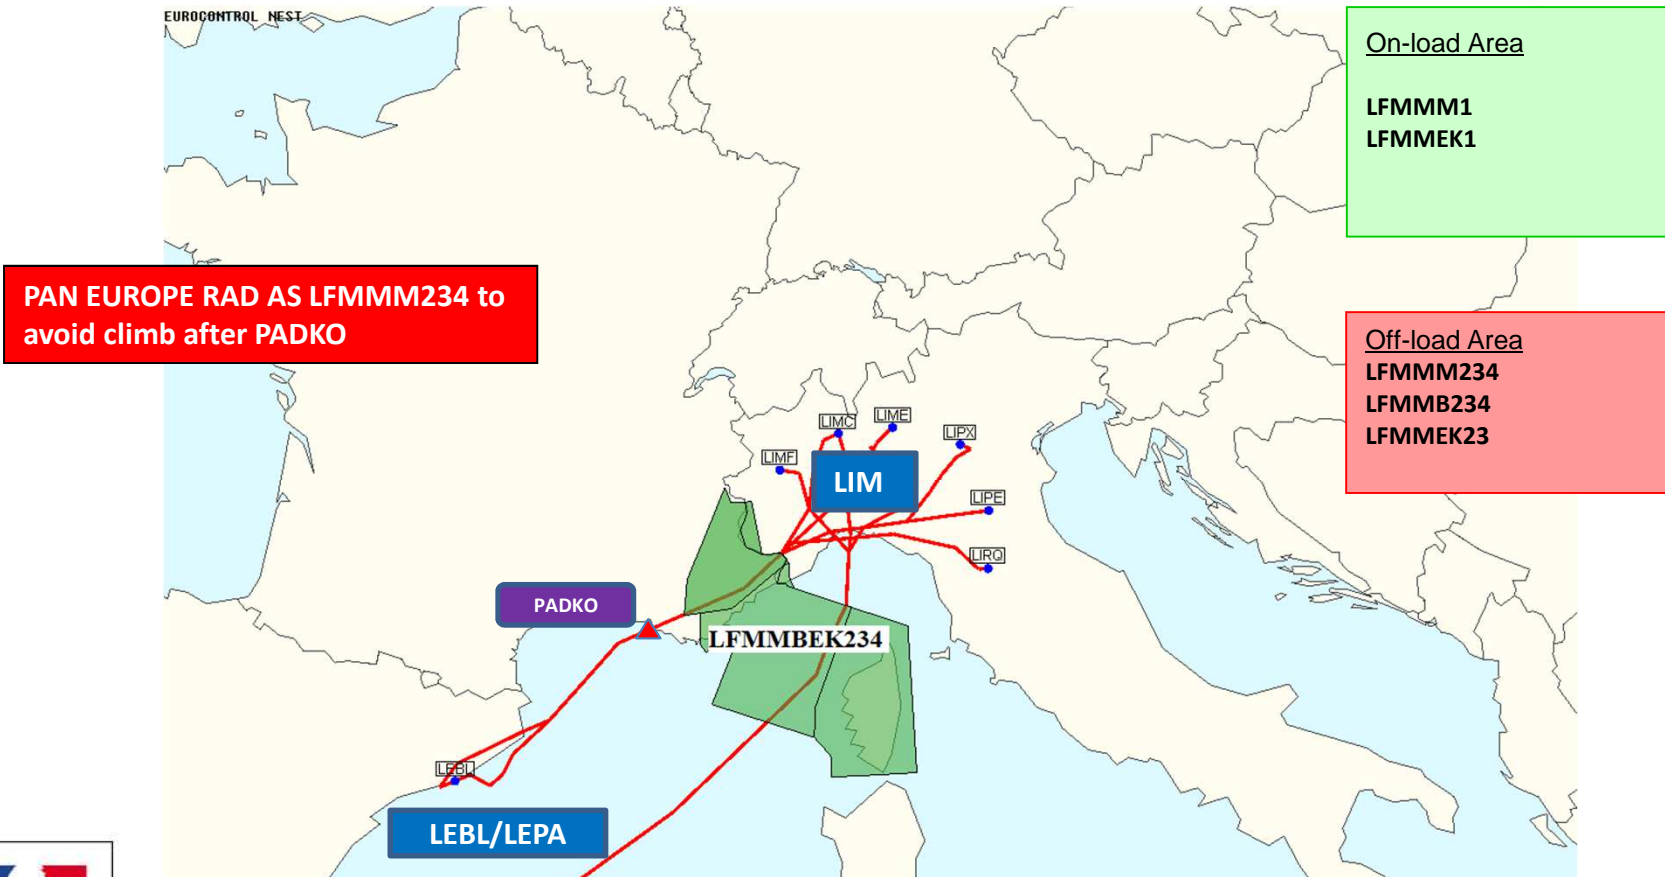 EUROCONTROL NEST
On-load Area
LFMMM1
LFMMEK1
PAN EUROPE RAD AS LFMMM234 to
avoid climb after PADKO
Off-load Area
LFMMM234
LFMMB234
LFMMEK23
LIMC
LIME
LIPX
LIMF
LIM
LIPE
LIRQ
PADKO
LFMMBEK234
LEBL
LEBL/LEPA